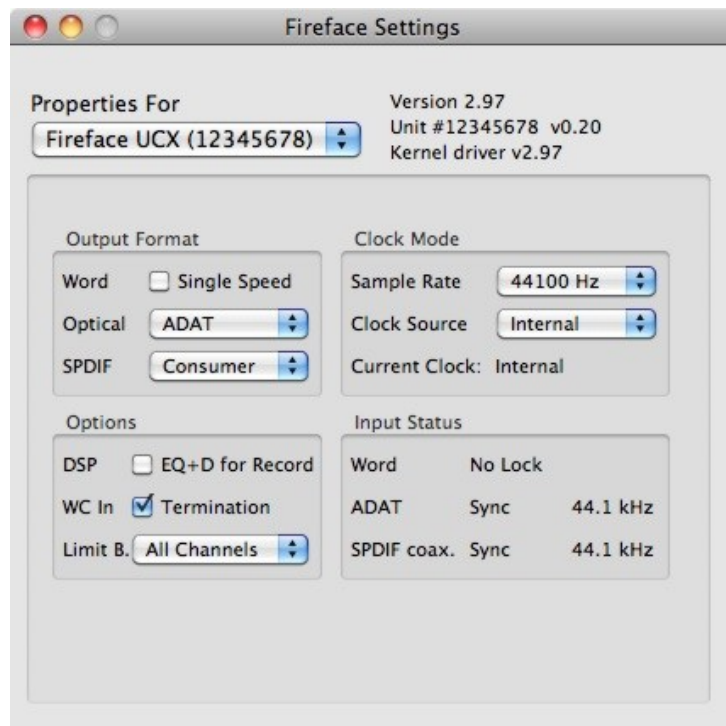 Fireface Settings
Properties For
Fireface UCX (12345678)
Version 2.97
Unit #12345678 v0.20
Kernel driver v2.97
Output Format
Word Single Speed
Optical ADAT
SPDIF Consumer
Clock Mode
Sample Rate 44100 Hz
Clock Source Internal
Current Clock: Internal
Options
DSP EQ+D for Record
WC In Termination
Limit B. All Channels
Input Status
Word No Lock
ADAT Sync 44.1 kHz
SPDIF coax. Sync 44.1 kHz